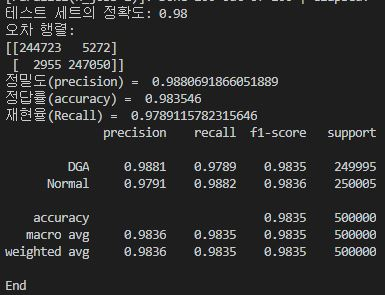 테스트 세트의 정확도: 0.98
오차 행렬:
[[244723   5272]
 [  2955 247050]]
정밀도(precision) =  0.9880691866051889
정답률(accuracy) =  0.983546
재현율(Recall) =  0.9789115782315646
              precision    recall  f1-score   support

         DGA     0.9881    0.9789    0.9835    249995
      Normal     0.9791    0.9882    0.9836    250005

    accuracy                         0.9835    500000
   macro avg     0.9836    0.9835    0.9835    500000
weighted avg     0.9836    0.9835    0.9835    500000

End